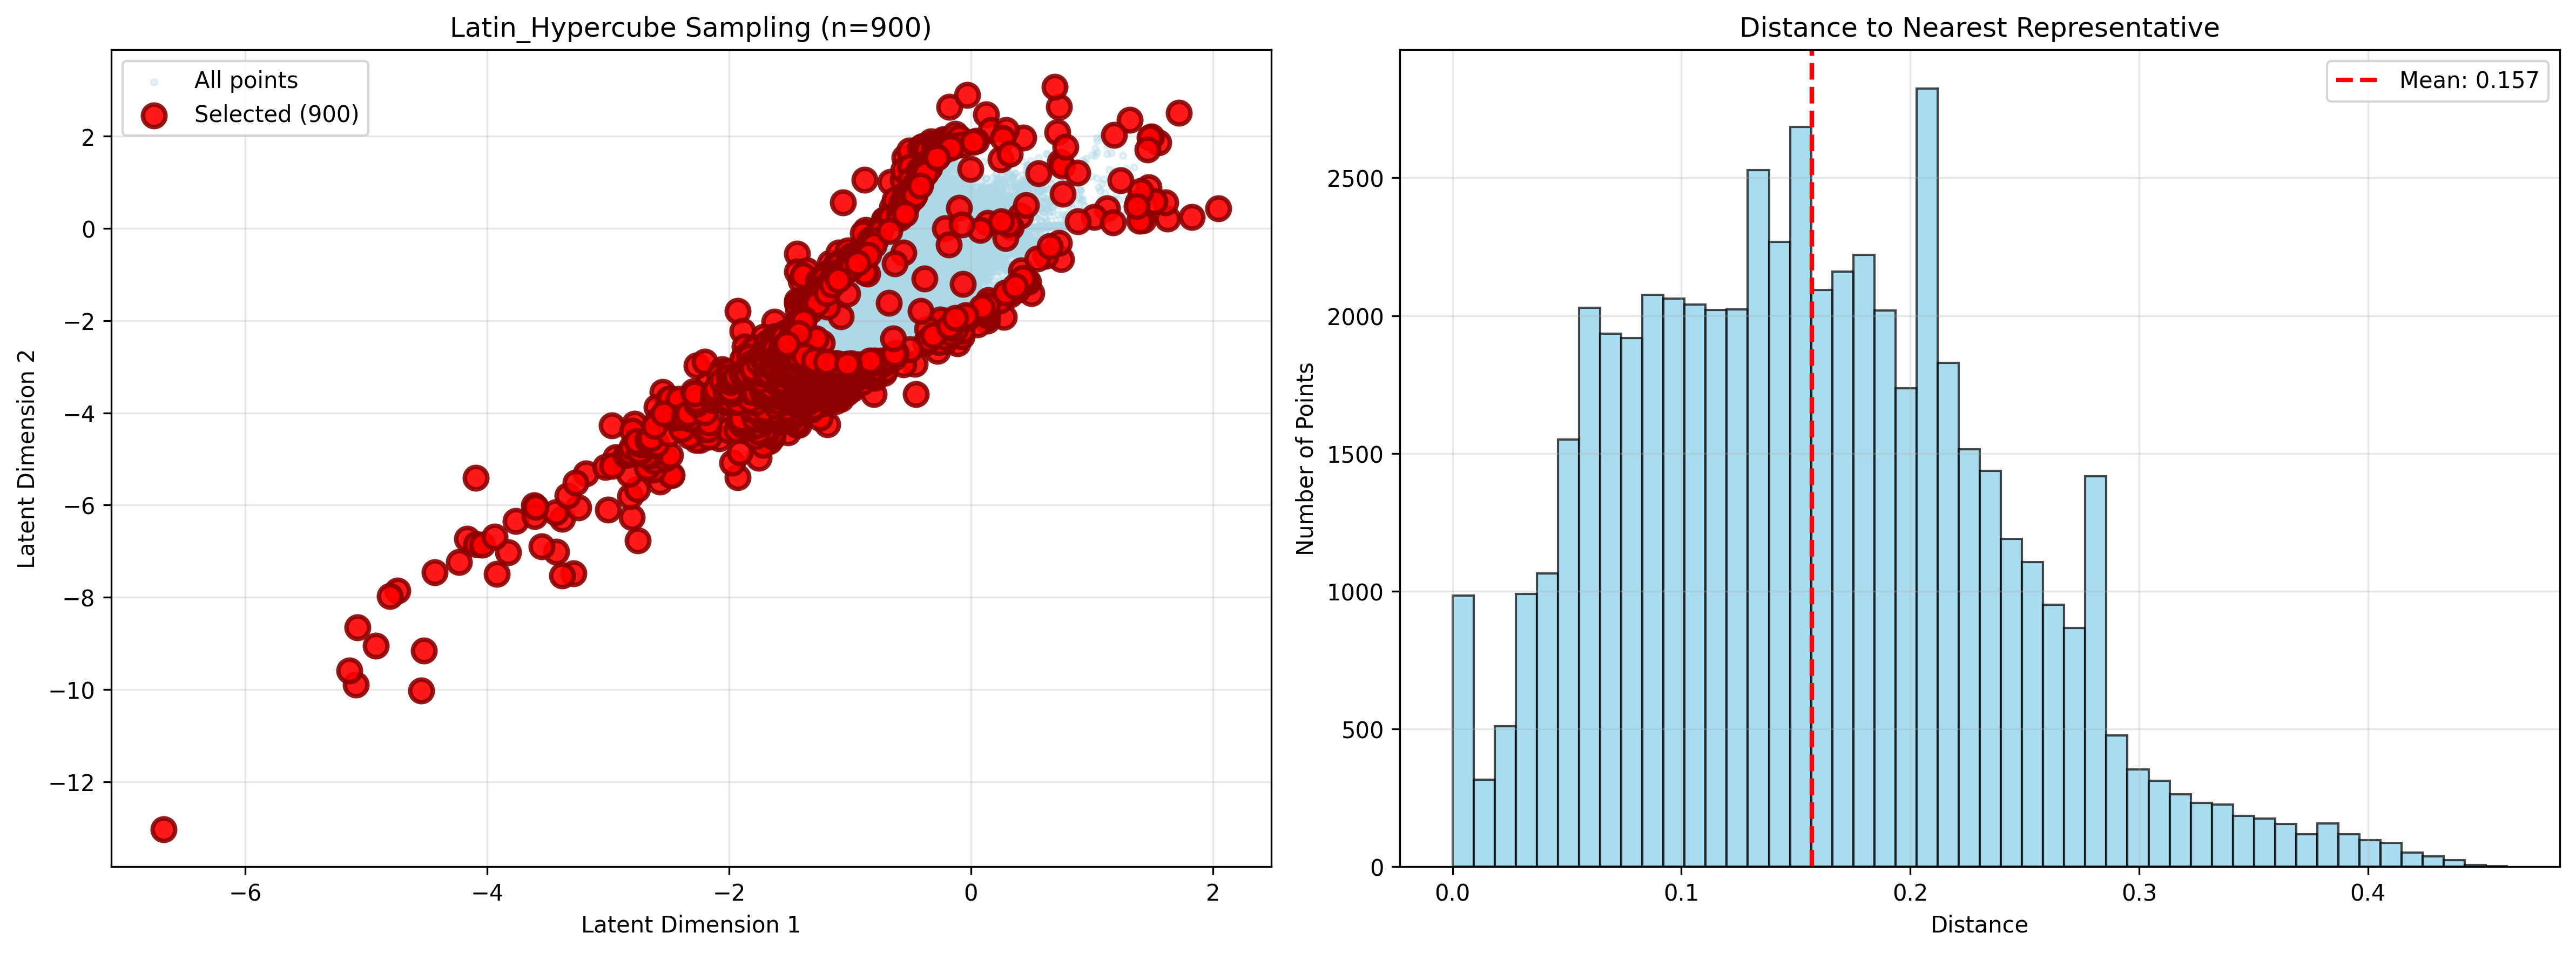 Latin_Hypercube Sampling (n=900)
All points
Selected (900)
2
0
−2
−4
−6
−8
−10
−12
Latent Dimension 2
−6
−4
−2
0
2
Latent Dimension 1
Distance to Nearest Representative
Mean: 0.157
2500
2000
1500
1000
500
0
Number of Points
0.0
0.1
0.2
0.3
0.4
Distance